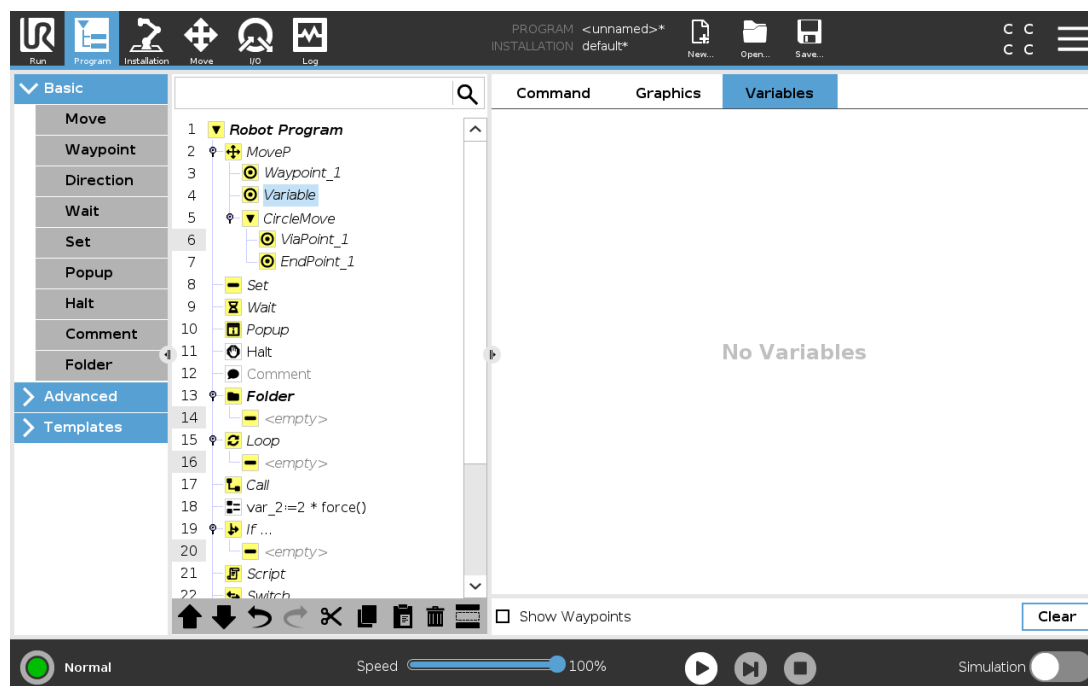 PROGRAM <unnamed>*
INSTALLATION default*
UR
Run
Program
Installation
Move
I/O
Log
New...
Open...
Save...
C C
C C
Basic
Move
Waypoint
Direction
Wait
Set
Popup
Halt
Comment
Folder
Advanced
Templates
1 Robot Program
2 MoveP
3 Waypoint_1
4 Variable
5 CircleMove
6 ViaPoint_1
7 EndPoint_1
8 Set
9 Wait
10 Popup
11 Halt
12 Comment
13 Folder
14 <empty>
15 Loop
16 <empty>
17 Call
18 var_2:=2 * force()
19 If ...
20 <empty>
21 Script
22 Switch
Command Graphics Variables
No Variables
Show Waypoints
Clear
Normal
Speed 100%
Simulation